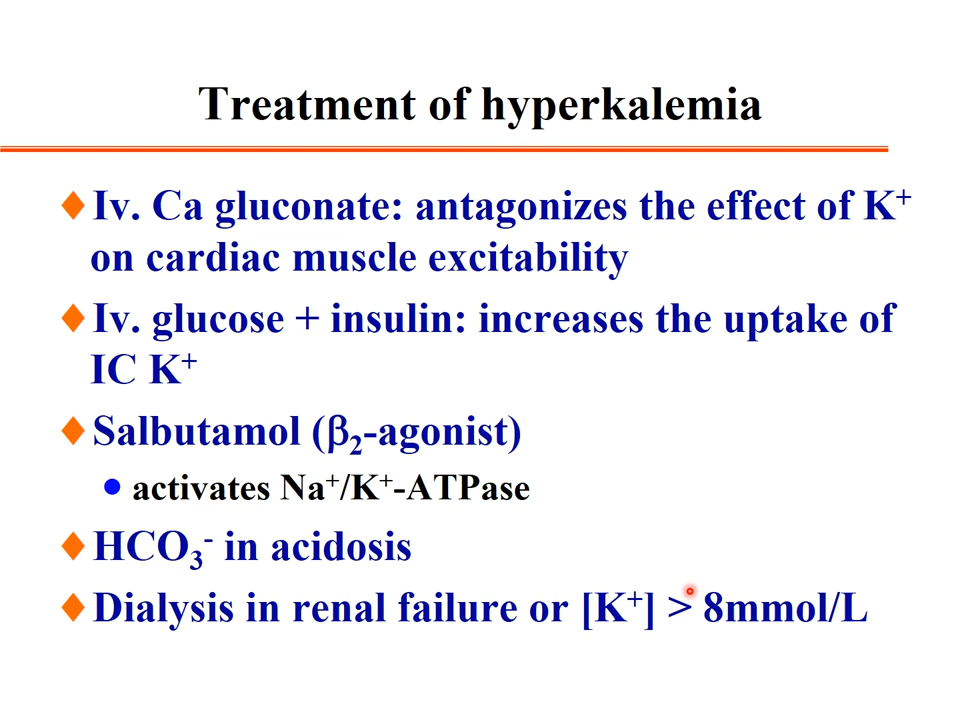 Treatment of hyperkalemia
Iv. Ca gluconate: antagonizes the effect of K⁺
on cardiac muscle excitability
Iv. glucose + insulin: increases the uptake of
IC K⁺
Salbutamol (β₂-agonist)
activates Na⁺/K⁺-ATPase
HCO₃⁻ in acidosis
Dialysis in renal failure or [K⁺] > 8mmol/L